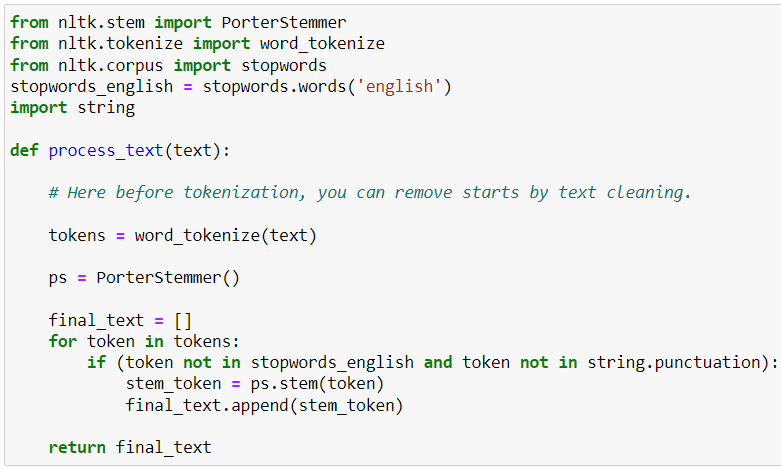 from nltk.stem import PorterStemmer
from nltk.tokenize import word_tokenize
from nltk.corpus import stopwords
stopwords_english = stopwords.words('english')
import string

def process_text(text):

    # Here before tokenization, you can remove starts by text cleaning.

    tokens = word_tokenize(text)

    ps = PorterStemmer()

    final_text = []
    for token in tokens:
        if (token not in stopwords_english and token not in string.punctuation):
            stem_token = ps.stem(token)
            final_text.append(stem_token)

    return final_text